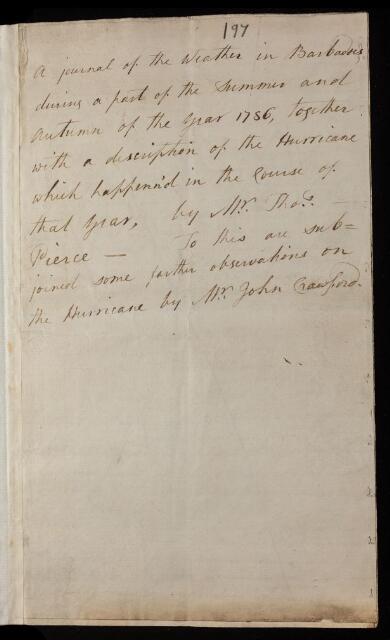 197
A journal of the Weather in Barbadoes
during a part of the Summer and
Autumn of the Year 1786, together
with a description of the Hurricane
which happen'd in the Course of
that Year, by Mr. Thos. —
Pierce — To this are sub=
joined some farther observations on
the Hurricane by Mr. John Crawford.